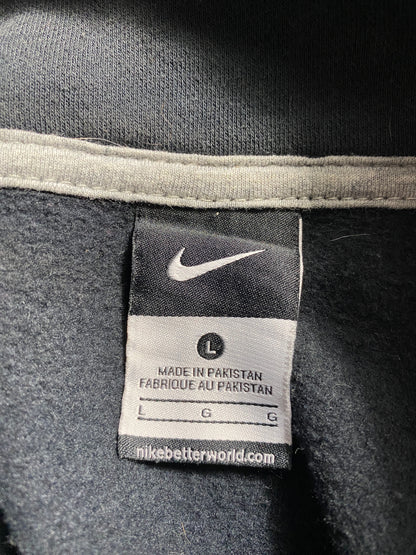 L
MADE IN PAKISTAN
FABRIQUE AU PAKISTAN
L G G
nikebetterworld.com